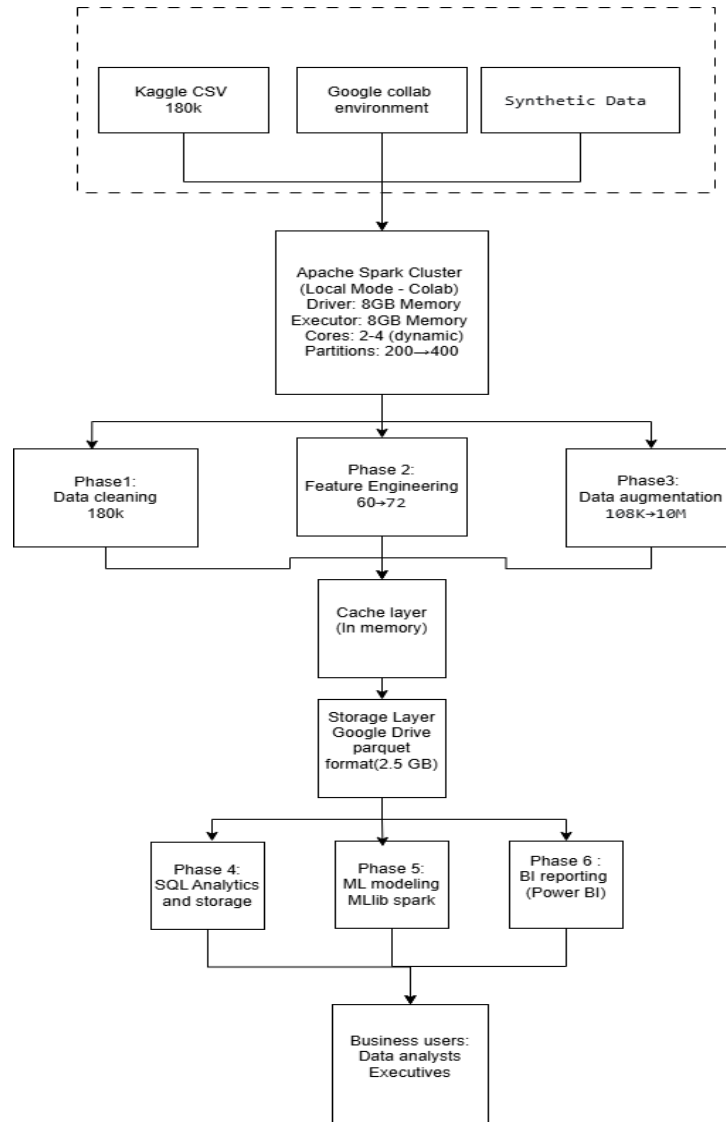 Kaggle CSV
180k
Google collab
environment
Synthetic Data
Apache Spark Cluster
(Local Mode - Colab)
Driver: 8GB Memory
Executor: 8GB Memory
Cores: 2-4 (dynamic)
Partitions: 200→400
Phase1:
Data cleaning
180k
Phase 2:
Feature Engineering
60→72
Phase3:
Data augmentation
108K→10M
Cache layer
(In memory)
Storage Layer
Google Drive
parquet
format(2.5 GB)
Phase 4:
SQL Analytics
and storage
Phase 5:
ML modeling
MLlib spark
Phase 6 :
BI reporting
(Power BI)
Business users:
Data analysts
Executives